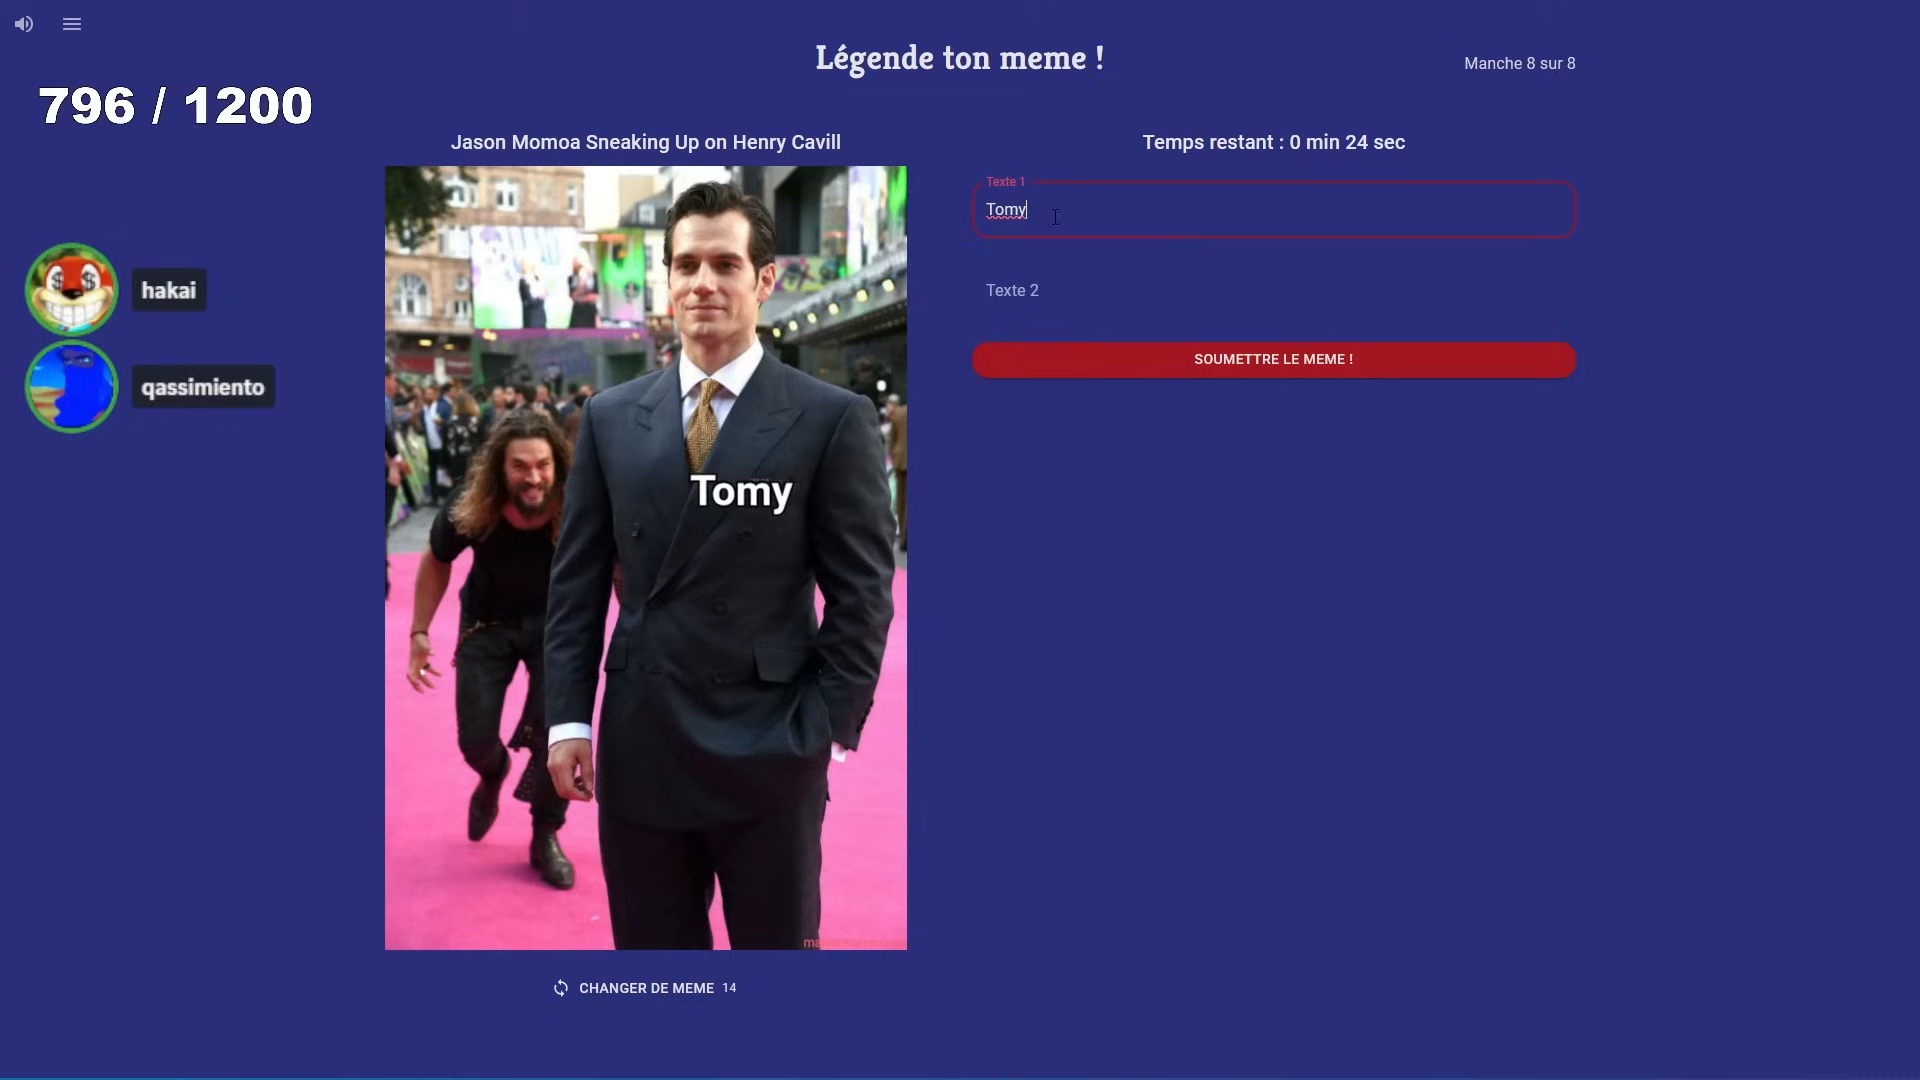 Légende ton meme !
Manche 8 sur 8
796 / 1200
Jason Momoa Sneaking Up on Henry Cavill
Temps restant : 0 min 24 sec
Texte 1
Tomy
Texte 2
SOUMETTRE LE MEME !
hakai
qassimiento
Tomy
CHANGER DE MEME 14